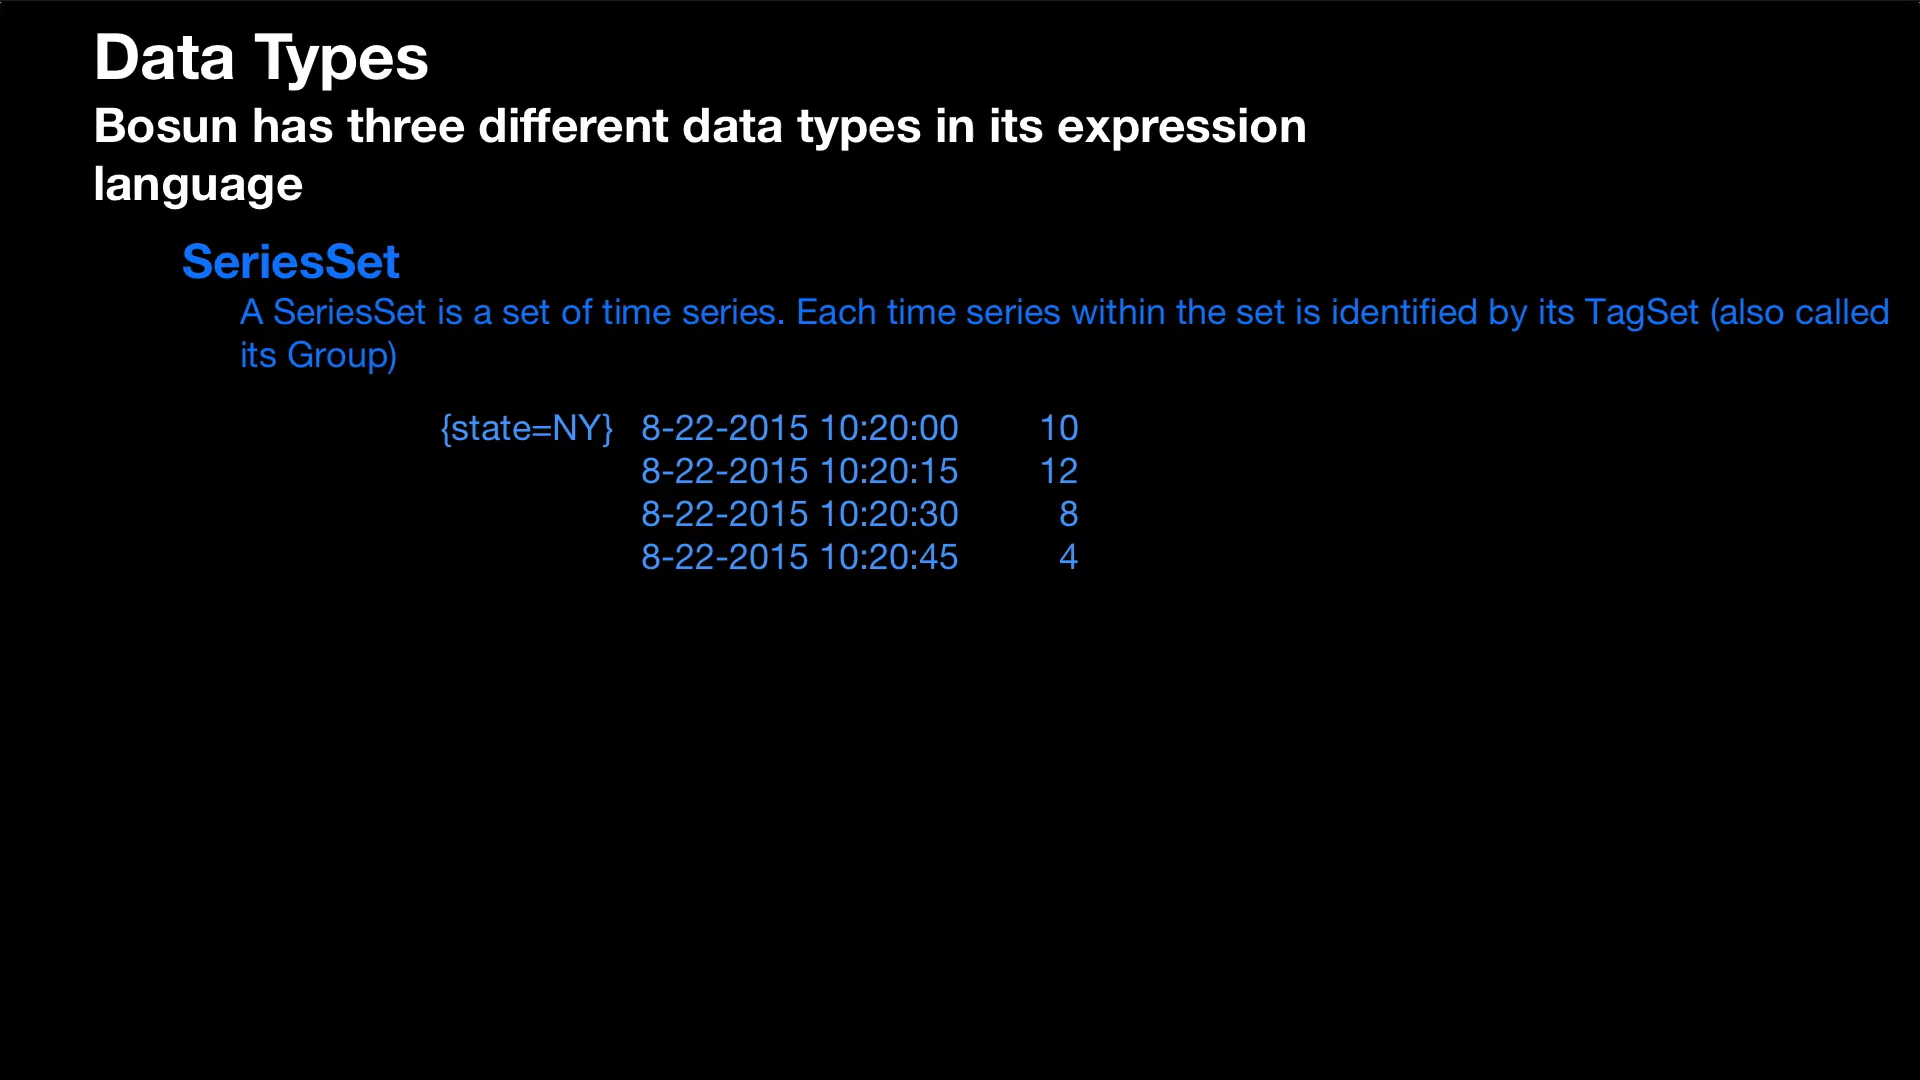 Data Types
Bosun has three different data types in its expression
language
SeriesSet
A SeriesSet is a set of time series. Each time series within the set is identified by its TagSet (also called
its Group)
{state=NY} 8-22-2015 10:20:00 10
8-22-2015 10:20:15 12
8-22-2015 10:20:30 8
8-22-2015 10:20:45 4